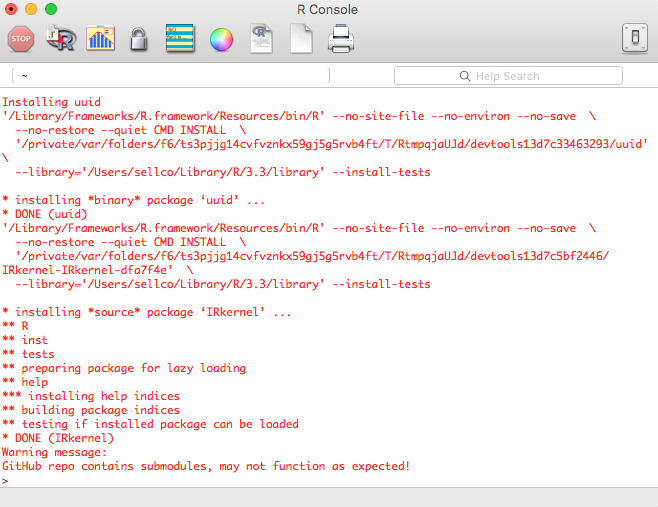 R Console
STOP
R
~
Help Search
Installing uuid
'/Library/Frameworks/R.framework/Resources/bin/R' --no-site-file --no-environ --no-save  \
  --no-restore --quiet CMD INSTALL  \
  '/private/var/folders/f6/ts3pjjg14cvfvznkx59gj5g5rvb4ft/T/RtmpqjaUJd/devtools13d7c33463293/uuid'
\
  --library='/Users/sellco/Library/R/3.3/library' --install-tests
* installing *binary* package ‘uuid’ ...
* DONE (uuid)
'/Library/Frameworks/R.framework/Resources/bin/R' --no-site-file --no-environ --no-save  \
  --no-restore --quiet CMD INSTALL  \
  '/private/var/folders/f6/ts3pjjg14cvfvznkx59gj5g5rvb4ft/T/RtmpqjaUJd/devtools13d7c5bf2446/
IRkernel-IRkernel-dfa7f4e'  \
  --library='/Users/sellco/Library/R/3.3/library' --install-tests
* installing *source* package ‘IRkernel’ ...
** R
** inst
** tests
** preparing package for lazy loading
** help
*** installing help indices
** building package indices
** testing if installed package can be loaded
* DONE (IRkernel)
Warning message:
GitHub repo contains submodules, may not function as expected!
>